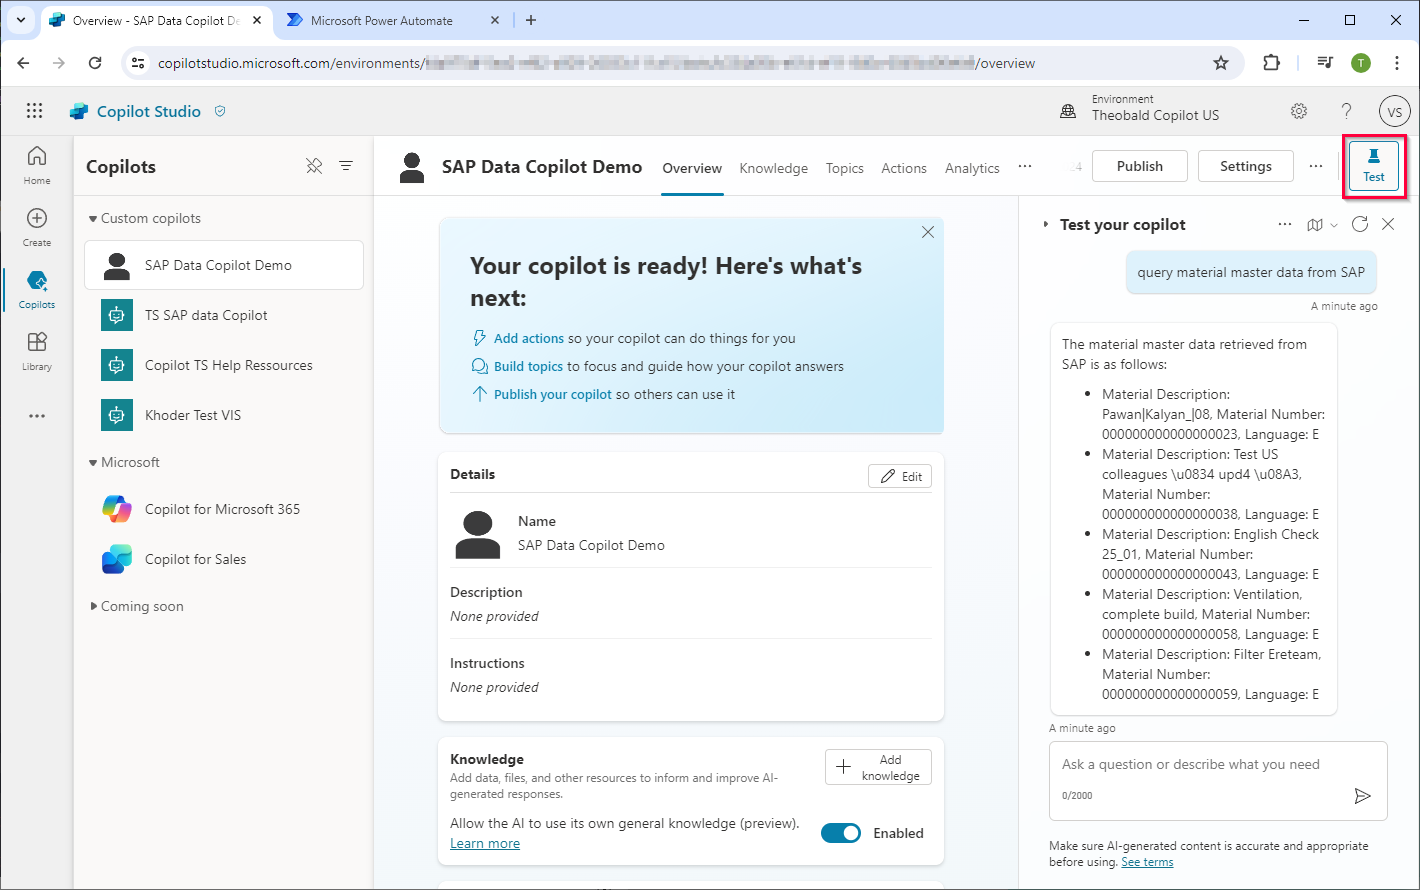 Overview - SAP Data Copilot De
Microsoft Power Automate
copilotstudio.microsoft.com/environments/
/overview
T
Copilot Studio
Environment
Theobald Copilot US
?
VS
Home
Create
Copilots
Library
Copilots
Custom copilots
SAP Data Copilot Demo
TS SAP data Copilot
Copilot TS Help Ressources
Khoder Test VIS
Microsoft
Copilot for Microsoft 365
Copilot for Sales
Coming soon
SAP Data Copilot Demo
Overview
Knowledge
Topics
Actions
Analytics
24
Publish
Settings
Test
Your copilot is ready! Here's what's
next:
Add actions so your copilot can do things for you
Build topics to focus and guide how your copilot answers
Publish your copilot so others can use it
Details
Edit
Name
SAP Data Copilot Demo
Description
None provided
Instructions
None provided
Knowledge
Add data, files, and other resources to inform and improve AI-
generated responses.
Add
knowledge
Allow the AI to use its own general knowledge (preview).
Learn more
Enabled
Test your copilot
query material master data from SAP
A minute ago
The material master data retrieved from
SAP is as follows:
• Material Description:
Pawan|Kalyan_|08, Material Number:
000000000000000023, Language: E
• Material Description: Test US
colleagues \u0834 upd4 \u08A3,
Material Number:
000000000000000038, Language: E
• Material Description: English Check
25_01, Material Number:
000000000000000043, Language: E
• Material Description: Ventilation,
complete build, Material Number:
000000000000000058, Language: E
• Material Description: Filter Ereteam,
Material Number:
000000000000000059, Language: E
A minute ago
Ask a question or describe what you need
0/2000
Make sure AI-generated content is accurate and appropriate
before using. See terms